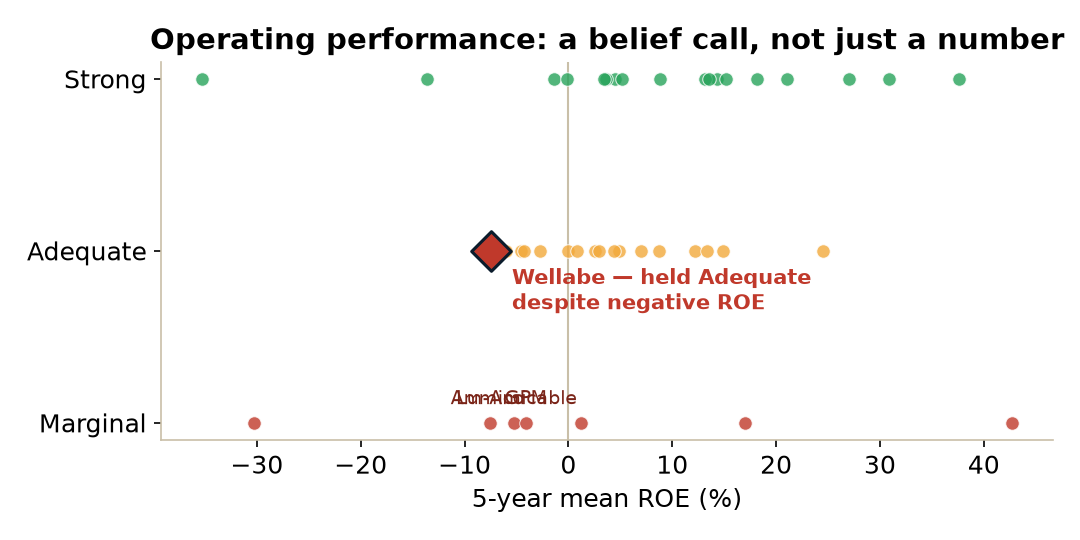 Operating performance: a belief call, not just a number
Strong
Adequate
Wellabe — held Adequate
despite negative ROE
Marginal
−30
−20
−10
0
10
20
30
40
5-year mean ROE (%)